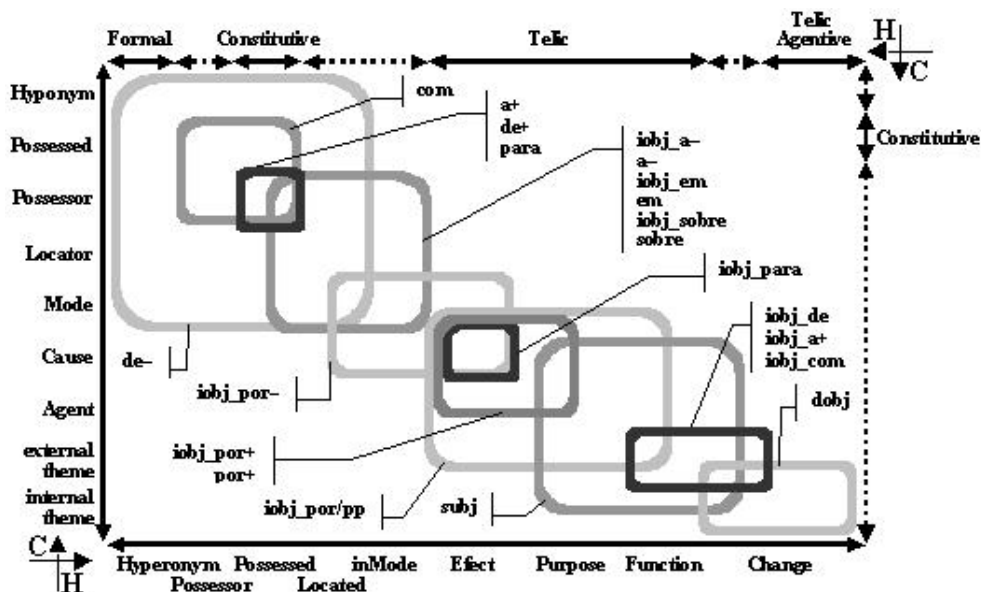 Formal
Constitutive
Telic
Telic
Agentive
H
C
Hyponym
com
a+
de+
para
Possessed
iobj_a−
a−
iobj_em
em
iobj_sobre
sobre
Constitutive
Possessor
Locator
iobj_para
Mode
iobj_de
iobj_a+
iobj_com
Cause
de−
iobj_por−
dobj
Agent
external
theme
iobj_por+
por+
internal
theme
iobj_por/pp
subj
C
H
Hyperonym
Possessed
inMode
Effect
Purpose
Function
Change
Possessor
Located